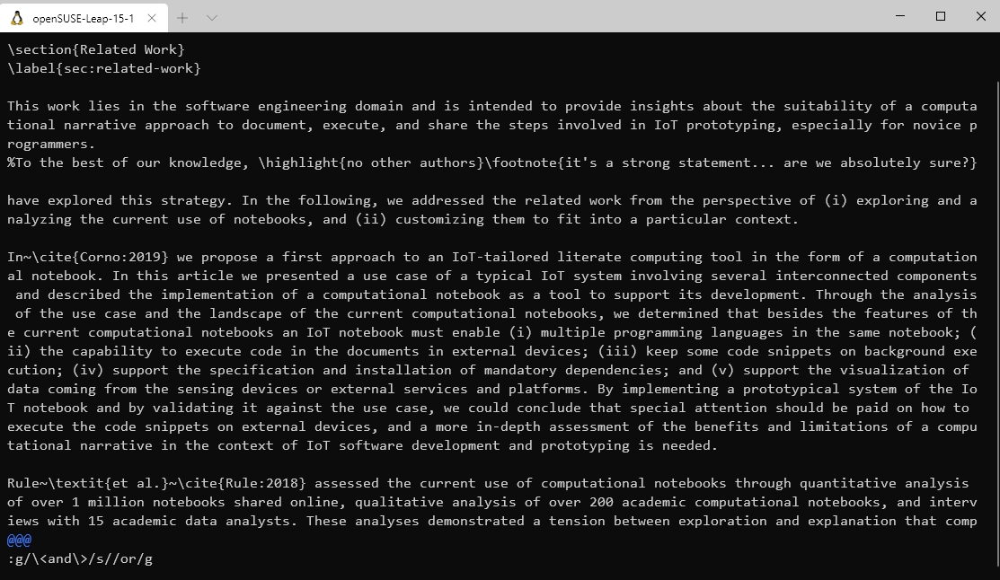 openSUSE-Leap-15-1
\section{Related Work}
\label{sec:related-work}
This work lies in the software engineering domain and is intended to provide insights about the suitability of a computa
tional narrative approach to document, execute, and share the steps involved in IoT prototyping, especially for novice p
rogrammers.
%To the best of our knowledge, \highlight{no other authors}\footnote{it's a strong statement... are we absolutely sure?}
have explored this strategy. In the following, we addressed the related work from the perspective of (i) exploring and a
nalyzing the current use of notebooks, and (ii) customizing them to fit into a particular context.
In~\cite{Corno:2019} we propose a first approach to an IoT-tailored literate computing tool in the form of a computation
al notebook. In this article we presented a use case of a typical IoT system involving several interconnected components
 and described the implementation of a computational notebook as a tool to support its development. Through the analysis
 of the use case and the landscape of the current computational notebooks, we determined that besides the features of th
e current computational notebooks an IoT notebook must enable (i) multiple programming languages in the same notebook; (
ii) the capability to execute code in the documents in external devices; (iii) keep some code snippets on background exe
cution; (iv) support the specification and installation of mandatory dependencies; and (v) support the visualization of
data coming from the sensing devices or external services and platforms. By implementing a prototypical system of the Io
T notebook and by validating it against the use case, we could conclude that special attention should be paid on how to
execute the code snippets on external devices, and a more in-depth assessment of the benefits and limitations of a compu
tational narrative in the context of IoT software development and prototyping is needed.
Rule~\textit{et al.}~\cite{Rule:2018} assessed the current use of computational notebooks through quantitative analysis
of over 1 million notebooks shared online, qualitative analysis of over 200 academic computational notebooks, and interv
iews with 15 academic data analysts. These analyses demonstrated a tension between exploration and explanation that comp
@@@
:g/\<and\>/s//or/g